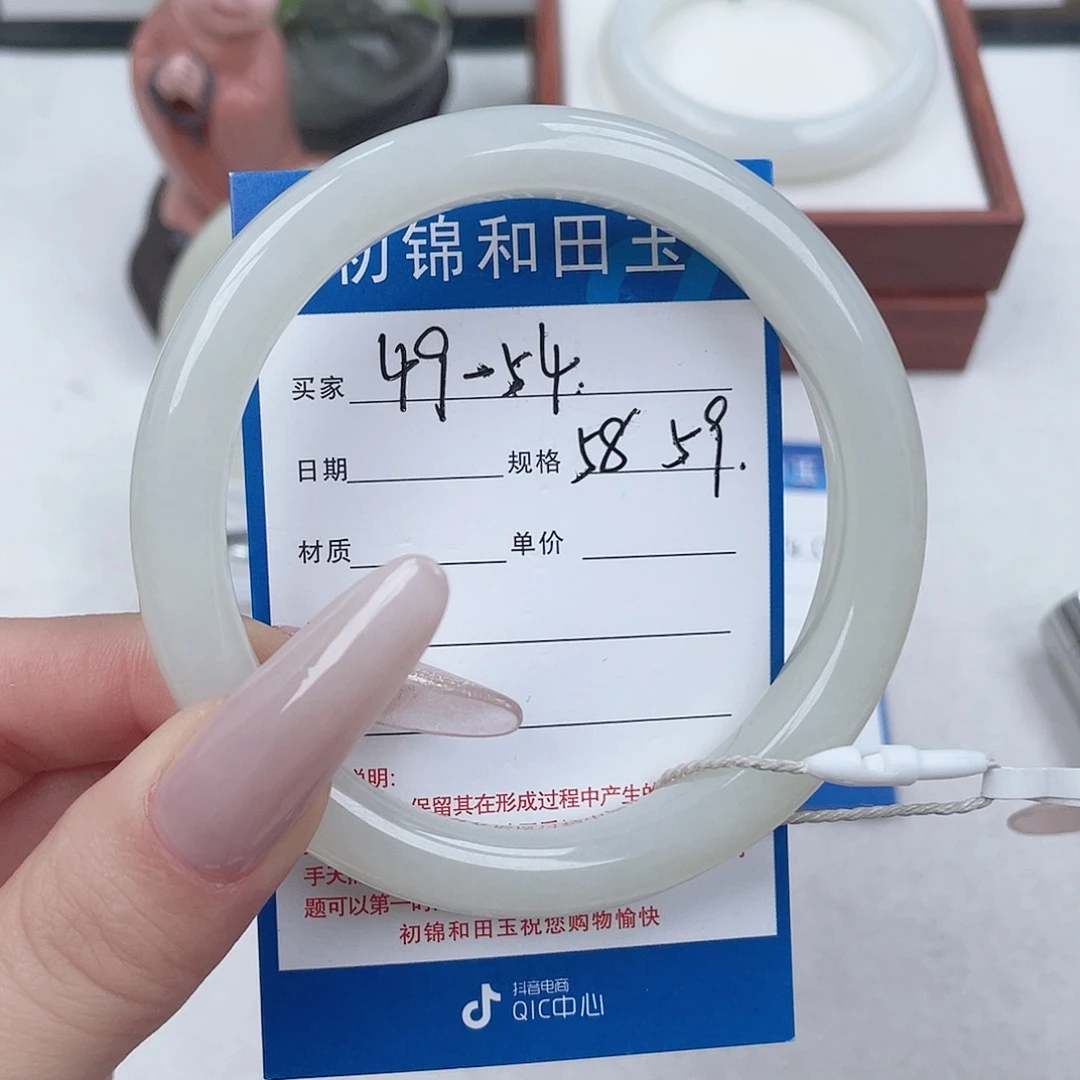 初锦和田玉
买家 49→54.
日期 规格 58 59.
材质 单价
说明:
保留其在形成过程中产生的
手天
题可以第一时
初锦和田玉祝您购物愉快
抖音电商
QIC中心